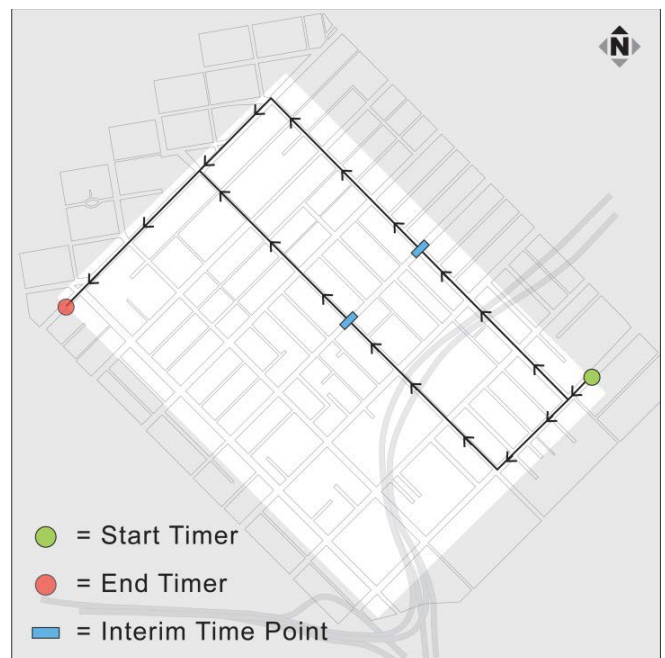 N
= Start Timer
= End Timer
= Interim Time Point